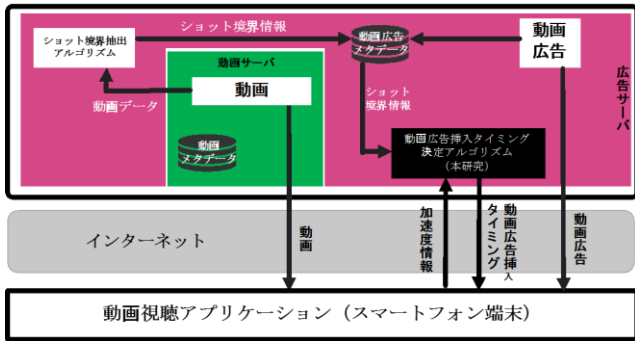 ショット境界情報
ショット境界抽出
アルゴリズム
動画広告
メタデータ
動画
広告
動画サーバ
動画
動画データ
動画
メタデータ
ショット
境界情報
動画広告挿入タイミング
決定アルゴリズム
(本研究)
広告サーバ
インターネット
動画
加速度情報
動画広告挿入
タイミング
動画広告
動画視聴アプリケーション(スマートフォン端末)